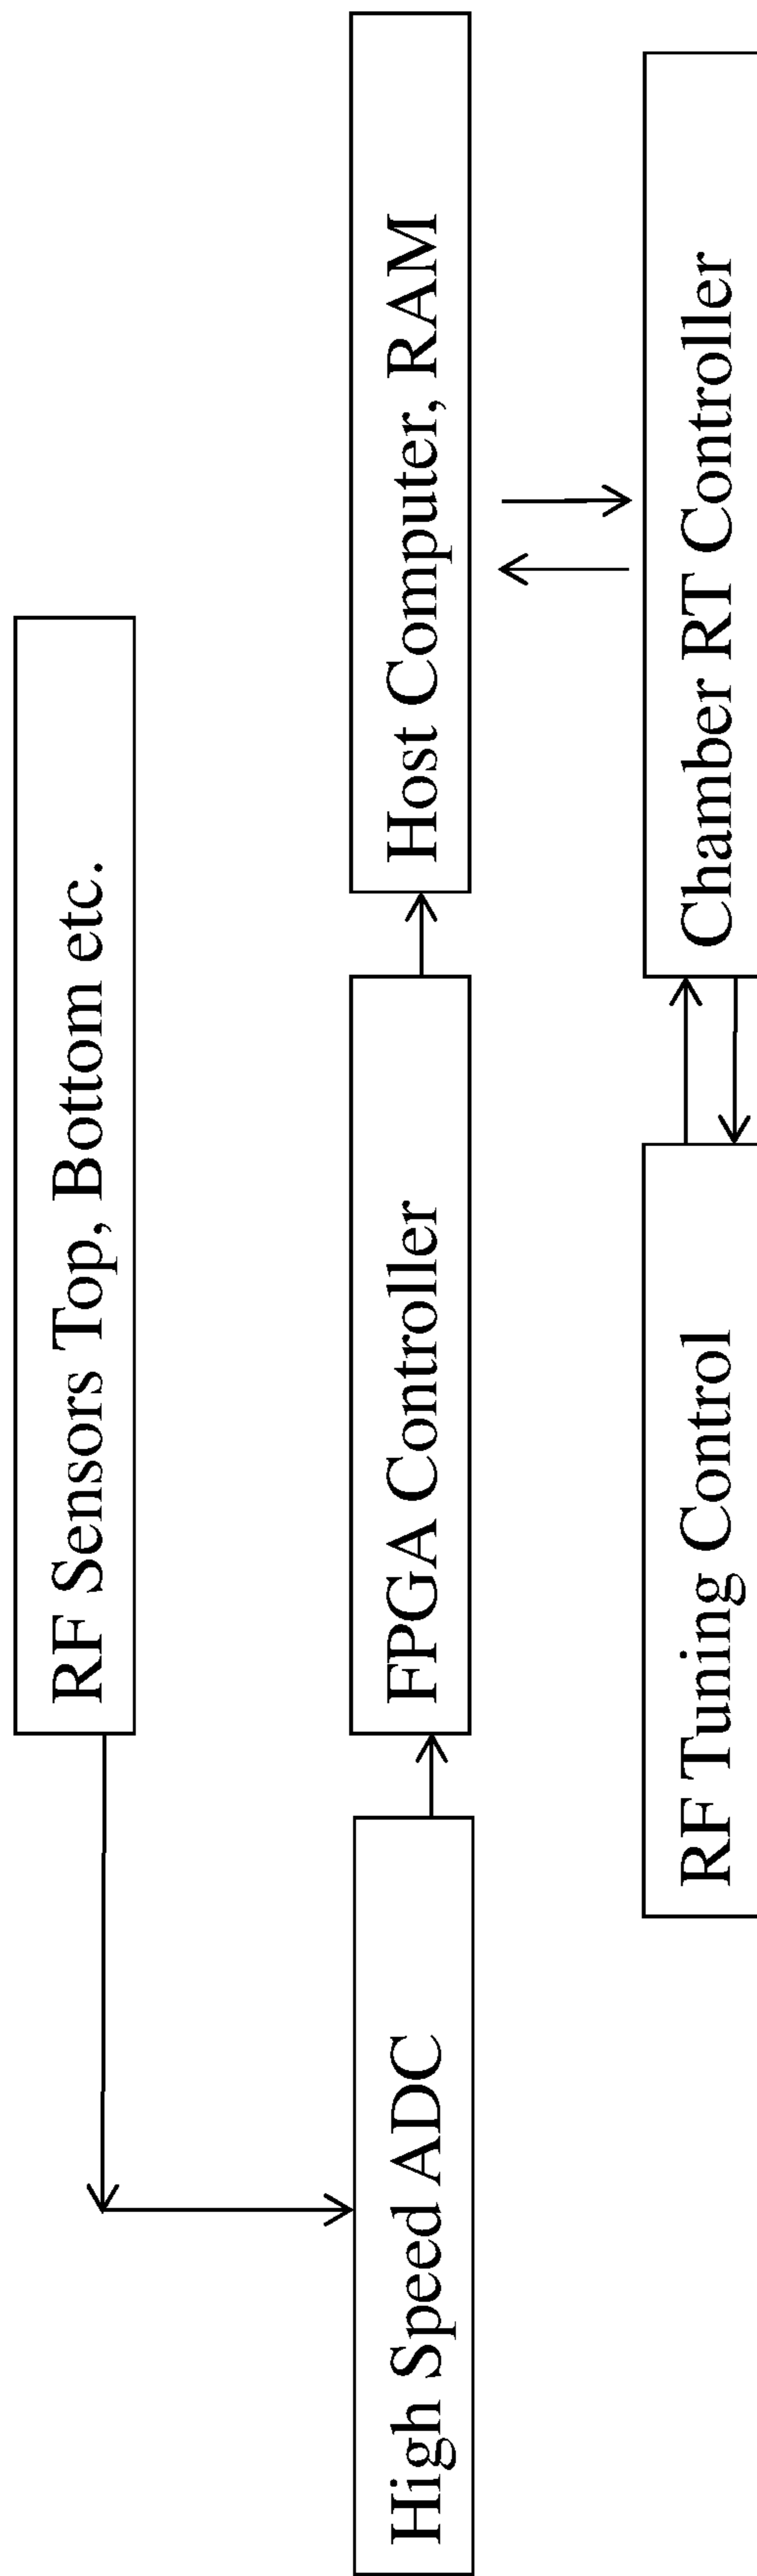 RF Sensors Top, Bottom etc.
High Speed ADC
FPGA Controller
Host Computer, RAM
RF Tuning Control
Chamber RT Controller